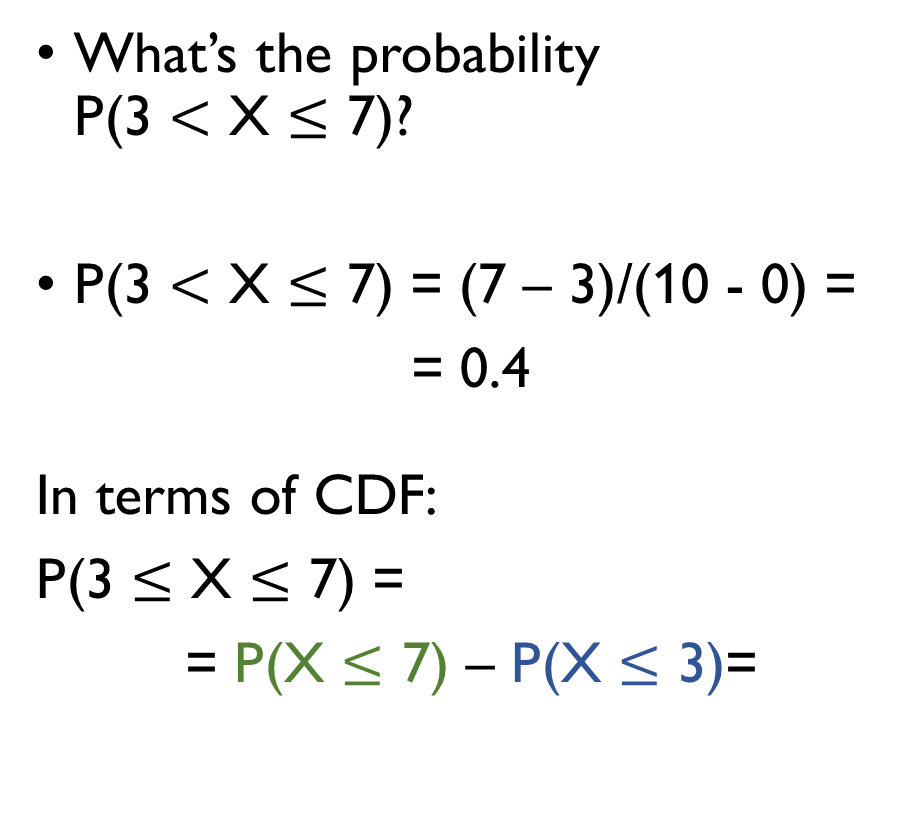 • What’s the probability
P(3 < X ≤ 7)?
• P(3 < X ≤ 7) = (7 – 3)/(10 - 0) =
= 0.4
In terms of CDF:
P(3 ≤ X ≤ 7) =
= P(X ≤ 7) – P(X ≤ 3)=